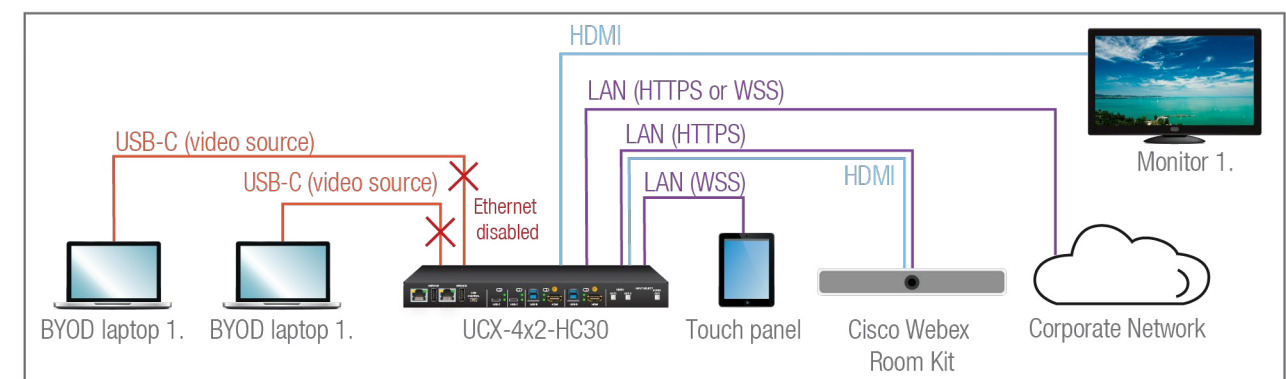 HDMI
LAN (HTTPS or WSS)
USB-C (video source)
LAN (HTTPS)
Monitor 1.
USB-C (video source)
LAN (WSS)
HDMI
Ethernet
disabled
BYOD laptop 1.
BYOD laptop 1.
UCX-4x2-HC30
Touch panel
Cisco Webex
Room Kit
Corporate Network